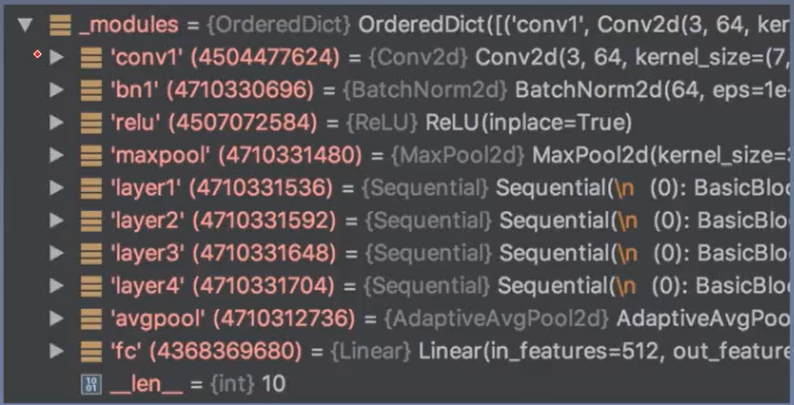 _modules = {OrderedDict} OrderedDict([('conv1', Conv2d(3, 64, ker
'conv1' (4504477624) = {Conv2d} Conv2d(3, 64, kernel_size=(7,
'bn1' (4710330696) = {BatchNorm2d} BatchNorm2d(64, eps=1e-
'relu' (4507072584) = {ReLU} ReLU(inplace=True)
'maxpool' (4710331480) = {MaxPool2d} MaxPool2d(kernel_size=3
'layer1' (4710331536) = {Sequential} Sequential(\n  (0): BasicBloc
'layer2' (4710331592) = {Sequential} Sequential(\n  (0): BasicBlo
'layer3' (4710331648) = {Sequential} Sequential(\n  (0): BasicBlo
'layer4' (4710331704) = {Sequential} Sequential(\n  (0): BasicBlo
'avgpool' (4710312736) = {AdaptiveAvgPool2d} AdaptiveAvgPoo
'fc' (4368369680) = {Linear} Linear(in_features=512, out_feature
__len__ = {int} 10